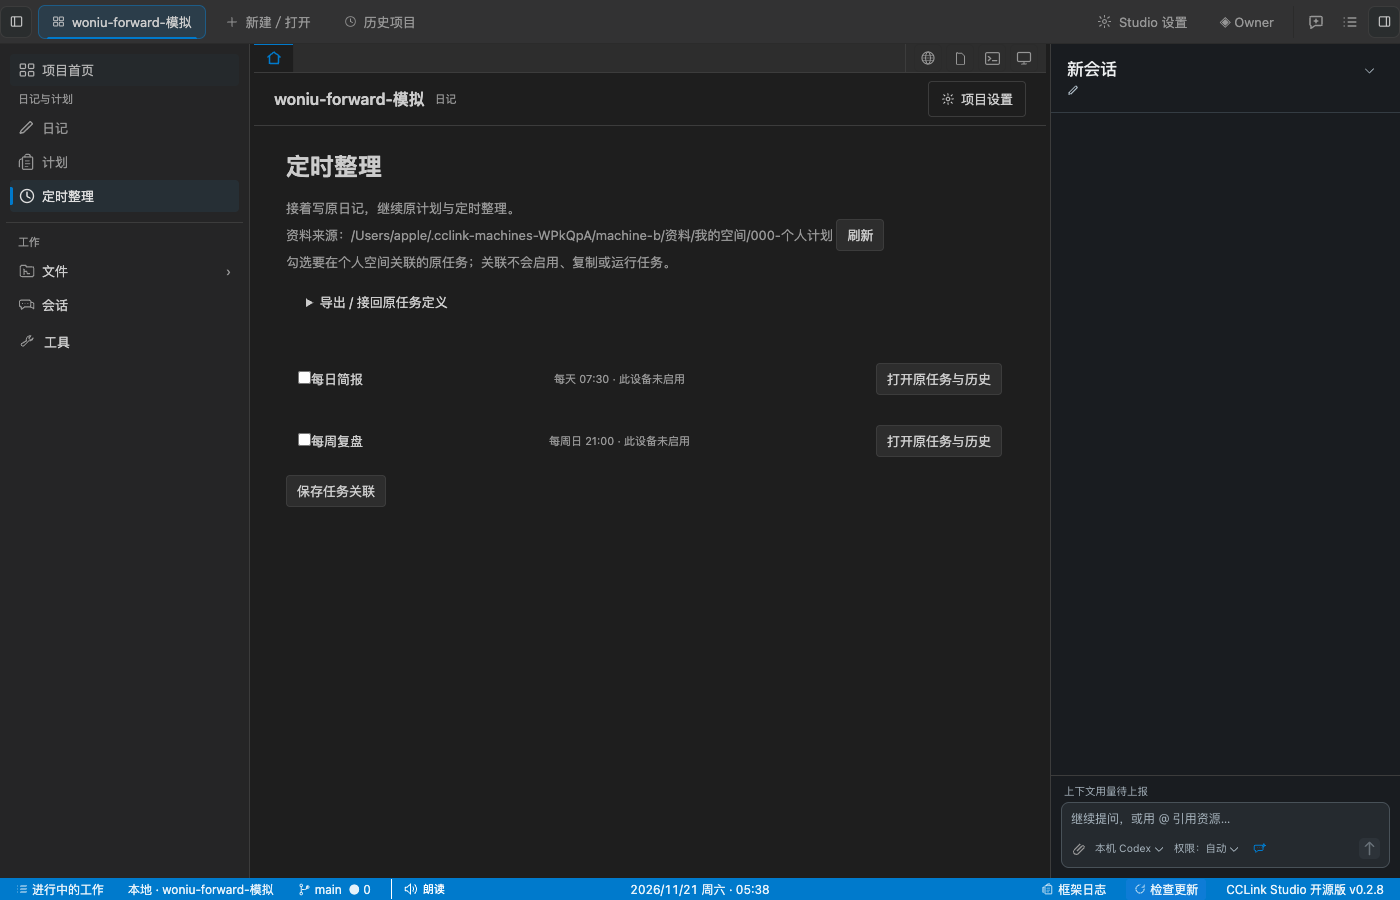 woniu-forward-模拟
新建 / 打开
历史项目
Studio 设置
Owner
项目首页
日记与计划
日记
计划
定时整理
工作
文件
会话
工具
woniu-forward-模拟 日记
项目设置
定时整理
接着写原日记，继续原计划与定时整理。
资料来源：/Users/apple/.cclink-machines-WPkQpA/machine-b/资料/我的空间/000-个人计划 刷新
勾选要在个人空间关联的原任务；关联不会启用、复制或运行任务。
导出 / 接回原任务定义
每日简报 每天 07:30 · 此设备未启用 打开原任务与历史
每周复盘 每周日 21:00 · 此设备未启用 打开原任务与历史
保存任务关联
新会话
上下文用量待上报
继续提问，或用 @ 引用资源...
本机 Codex 权限：自动
进行中的工作 本地 · woniu-forward-模拟 main 0 朗读 2026/11/21 周六 · 05:38 框架日志 检查更新 CCLink Studio 开源版 v0.2.8